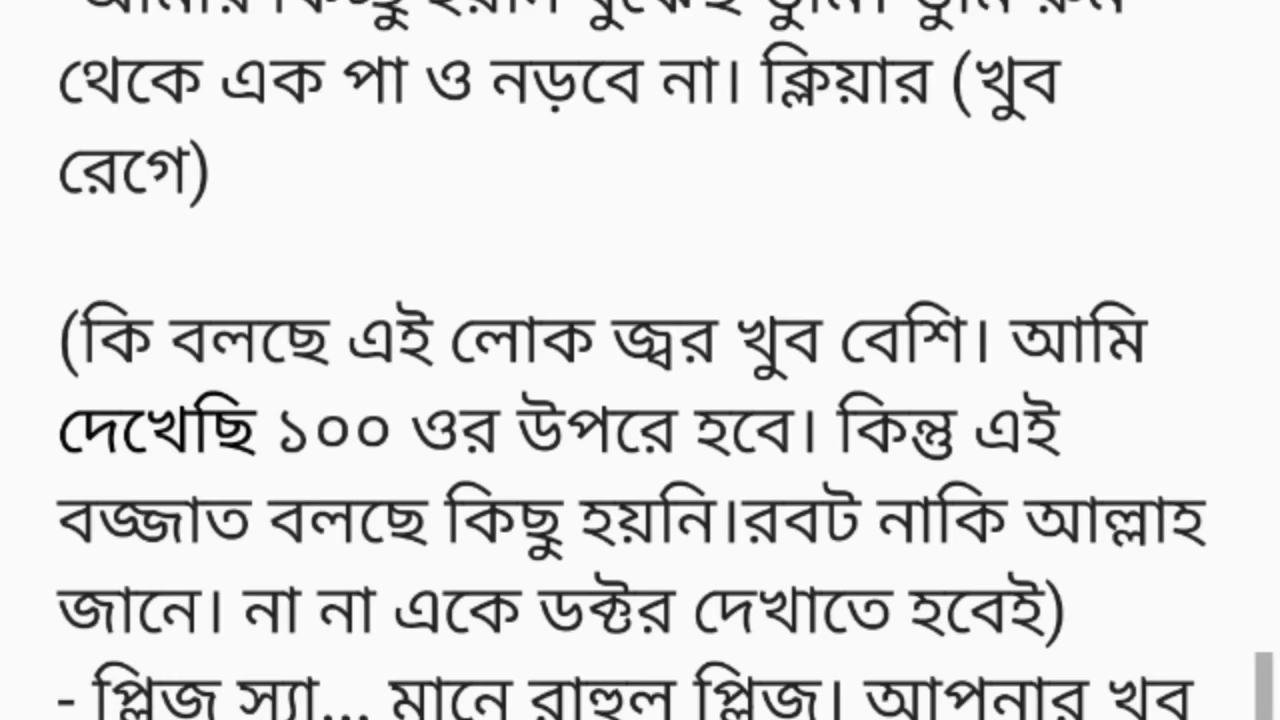 থেকে এক পা ও নড়বে না। ক্লিয়ার (খুব
রেগে)
(কি বলছে এই লোক জ্বর খুব বেশি। আমি
দেখেছি ১০০ ওর উপরে হবে। কিন্তু এই
বজ্জাত বলছে কিছু হয়নি।রবট নাকি আল্লাহ
জানে। না না একে ডক্টর দেখাতে হবেই)
- প্লিজ স্যা... মানে রাহুল প্লিজ। আপনার খুব